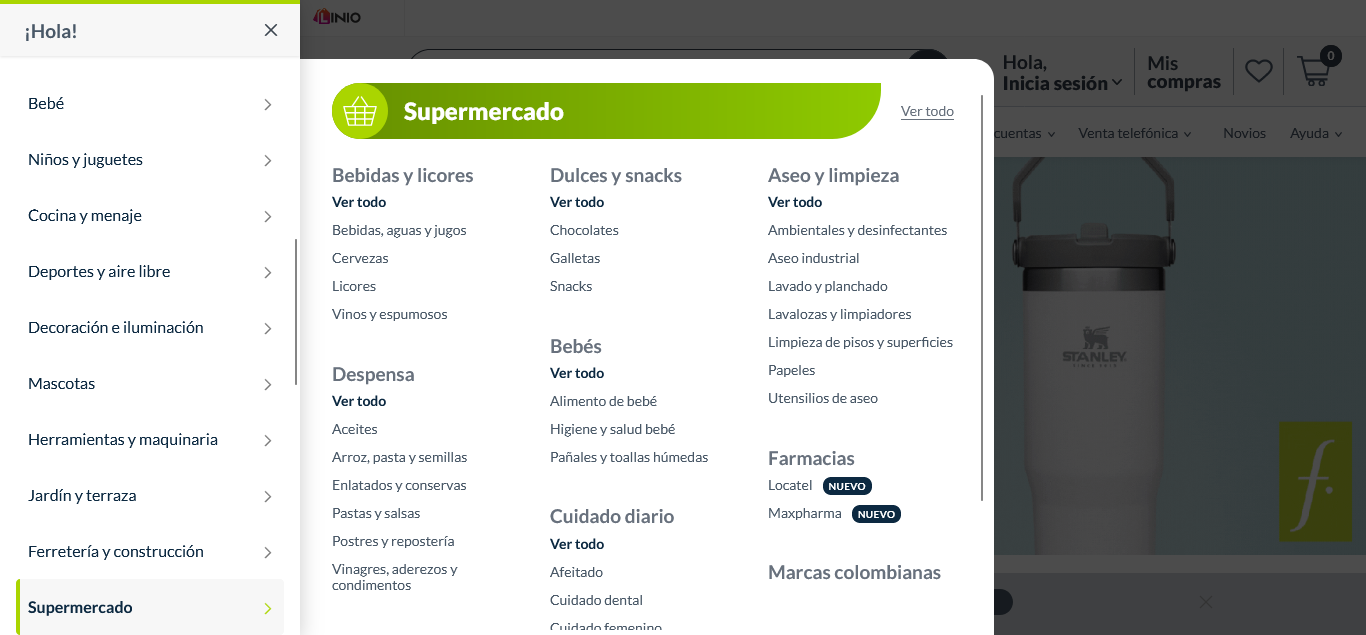 LINIO
¡Hola!
Bebé
Niños y juguetes
Cocina y menaje
Deportes y aire libre
Decoración e iluminación
Mascotas
Herramientas y maquinaria
Jardín y terraza
Ferretería y construcción
Supermercado
Supermercado
Ver todo
Bebidas y licores
Ver todo
Bebidas, aguas y jugos
Cervezas
Licores
Vinos y espumosos
Despensa
Ver todo
Aceites
Arroz, pasta y semillas
Enlatados y conservas
Pastas y salsas
Postres y repostería
Vinagres, aderezos y
condimentos
Dulces y snacks
Ver todo
Chocolates
Galletas
Snacks
Bebés
Ver todo
Alimento de bebé
Higiene y salud bebé
Pañales y toallas húmedas
Cuidado diario
Ver todo
Afeitado
Cuidado dental
Cuidado femenino
Aseo y limpieza
Ver todo
Ambientales y desinfectantes
Aseo industrial
Lavado y planchado
Lavalozas y limpiadores
Limpieza de pisos y superficies
Papeles
Utensilios de aseo
Farmacias
Locatel NUEVO
Maxpharma NUEVO
Marcas colombianas
Hola,
Inicia sesión
Mis
compras
0
cuentas
Venta telefónica
Novios
Ayuda
STANLEY
SINCE 1913
f.